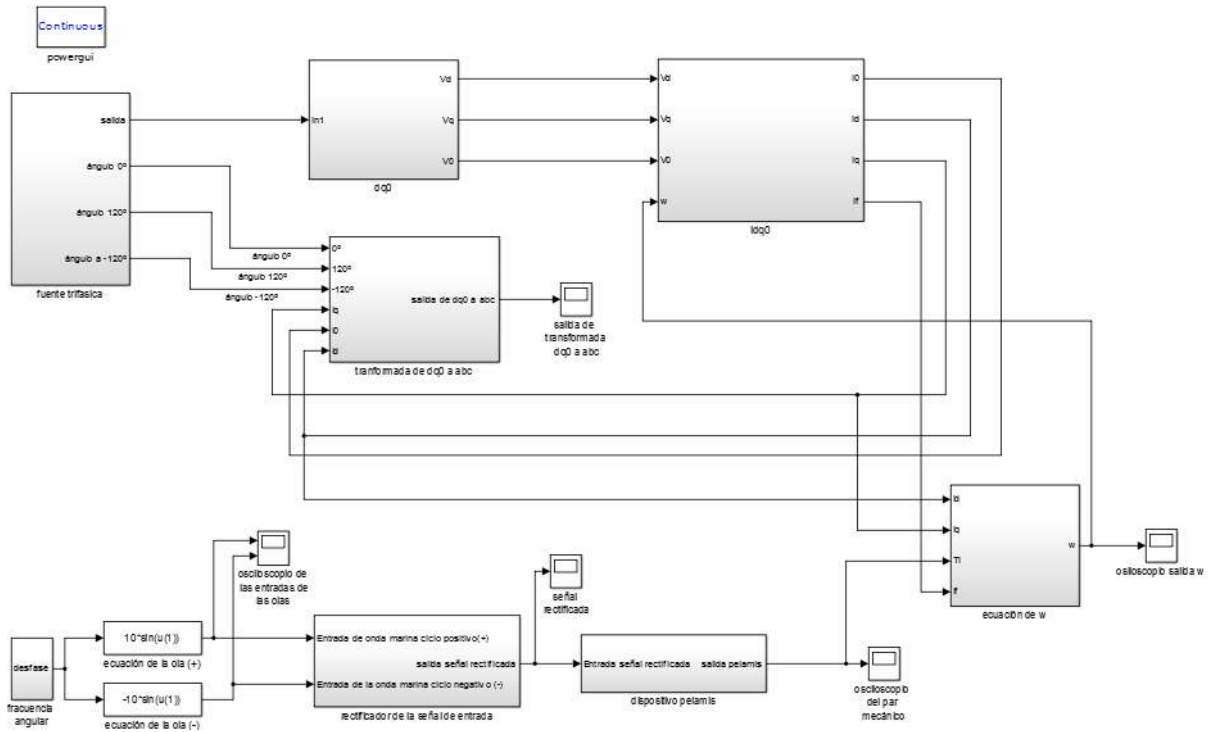 Continuous
powergui
salida
ángulo 0º
ángulo 120º
ángulo a -120º
fuente trifasica
In1
Vd
Vq
V0
dq0
Vd
Vq
V0
w
I0
Id
Iq
If
Idq0
ángulo 0º
ángulo 120º
ángulo -120º
0º
120º
-120º
Iq
I0
Id
salida de dq0 a abc
tranformada de dq0 a abc
salida de
transformada
dq0 a abc
Id
Iq
Tl
If
w
ecuación de w
osiloscopio salida w
osciloscopio de
las entradas de
las olas
señal
rectificada
desfase
fracuencia
angular
10*sin(u(1))
ecuación de la ola (+)
-10*sin(u(1))
ecuación de la ola (-)
Entrada de onda marina ciclo positivo(+)
salida señal rectificada
Entrada de la onda marina ciclo negativo (-)
rectificador de la señal de entrada
Entrada señal rectificada
salida pelamis
dispositivo pelamis
osciloscopio
del par
mecánico